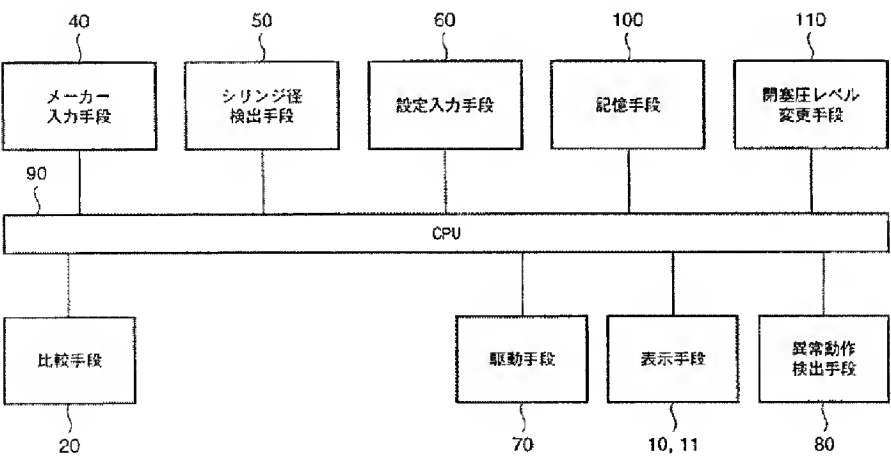 40
50
60
100
110
メーカー
入力手段
シリンジ径
検出手段
設定入力手段
記憶手段
閉塞圧レベル
変更手段
90
CPU
比較手段
駆動手段
表示手段
異常動作
検出手段
20
70
10, 11
80